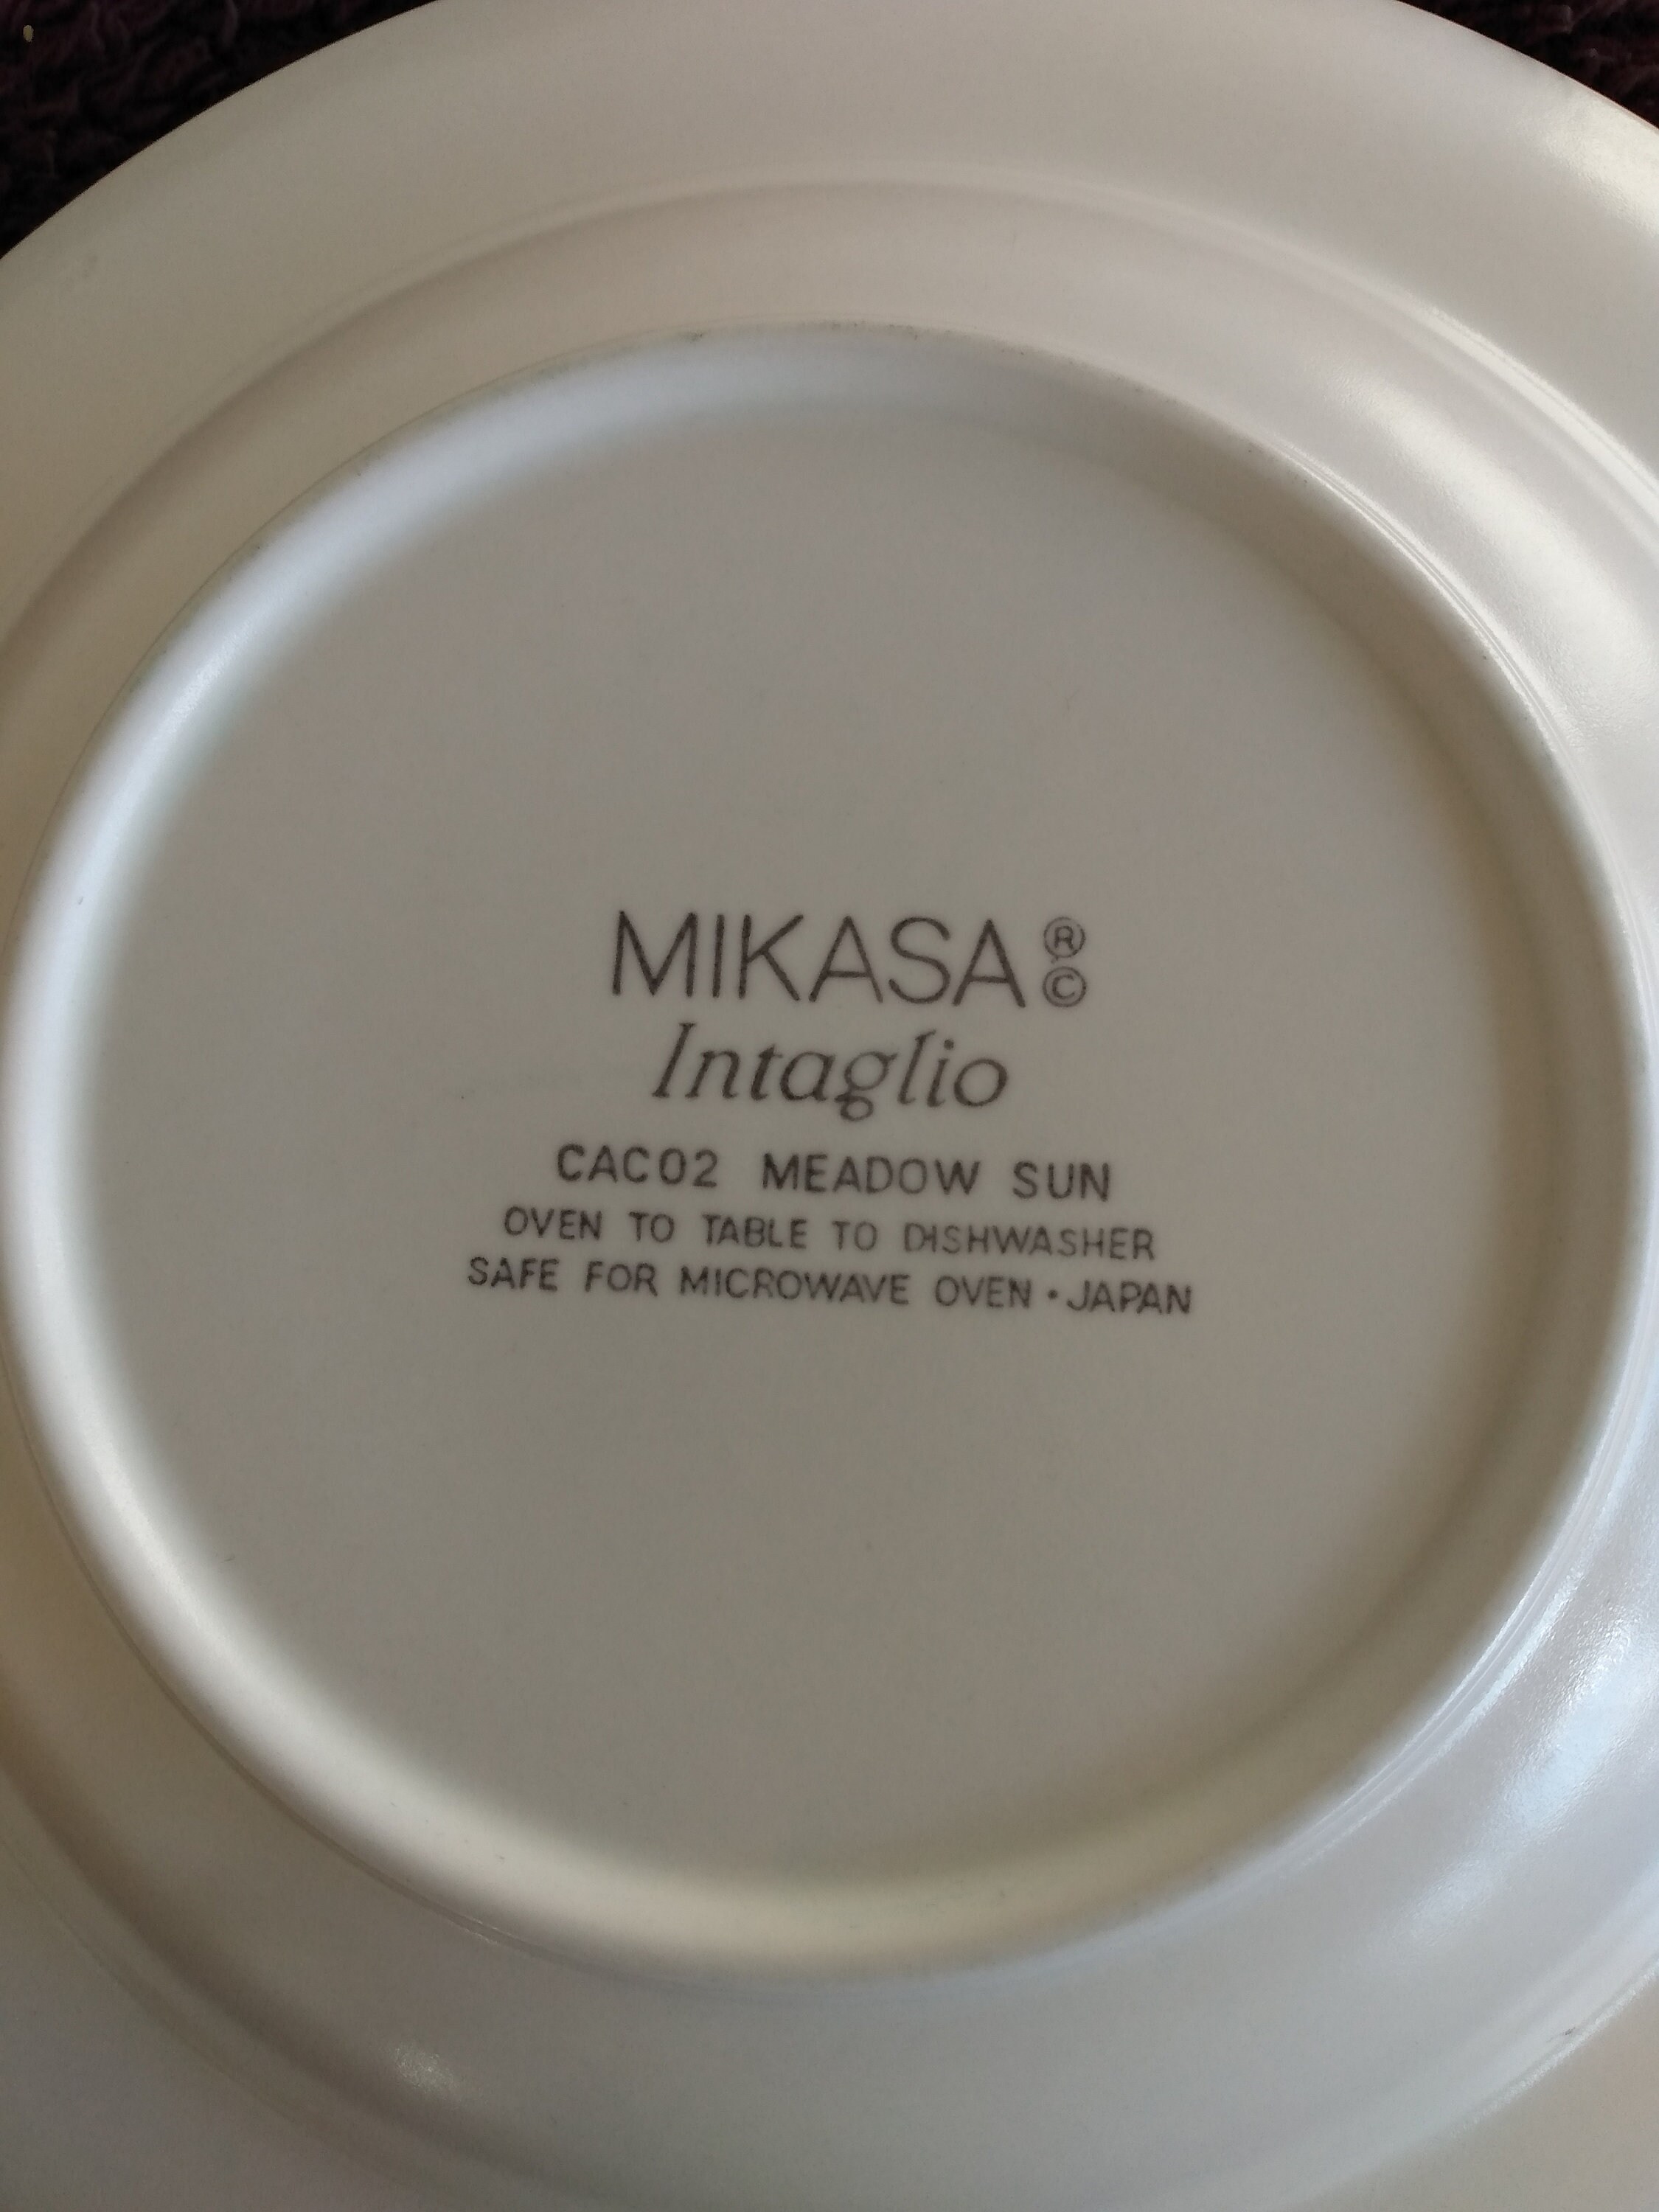 MIKASA ® ©
Intaglio
CAC02 MEADOW SUN
OVEN TO TABLE TO DISHWASHER
SAFE FOR MICROWAVE OVEN • JAPAN